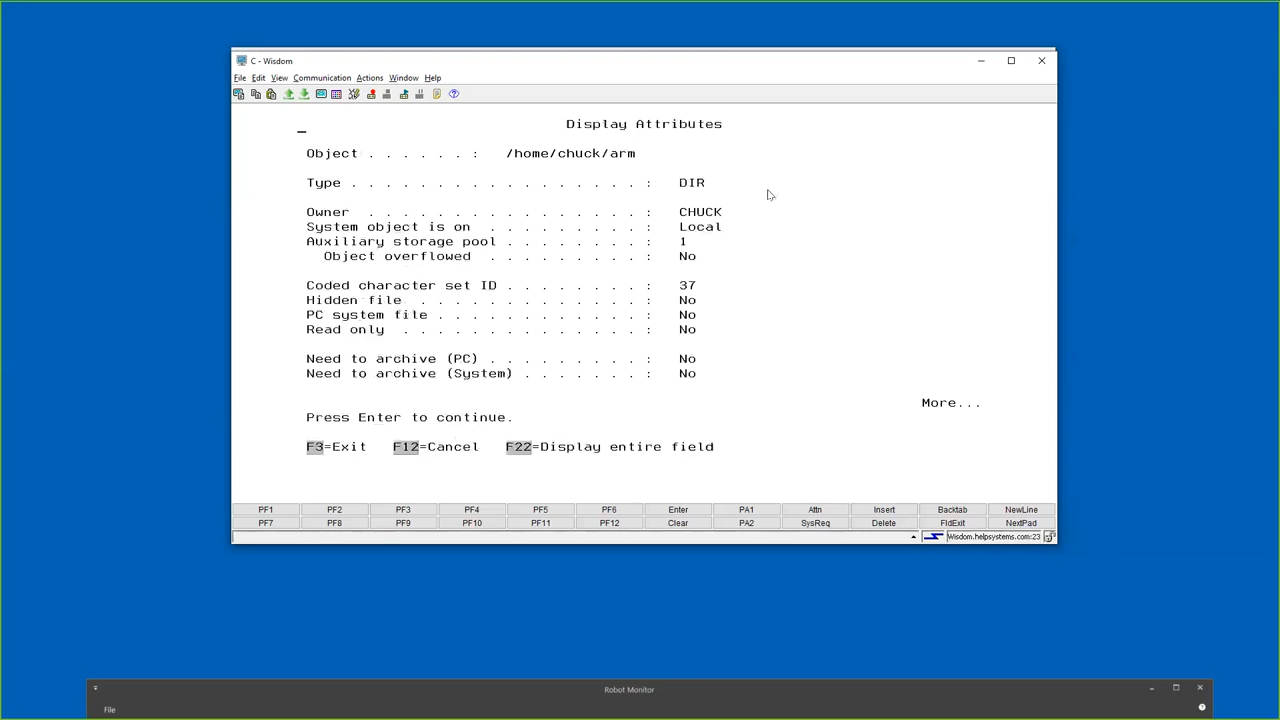 C - Wisdom
File Edit View Communication Actions Window Help
Display Attributes
Object . . . . . . : /home/chuck/arm
Type . . . . . . . . . . . . . . . . . . : DIR
Owner . . . . . . . . . . . . . . . . . : CHUCK
System object is on . . . . . . . . . . : Local
Auxiliary storage pool . . . . . . . . . : 1
Object overflowed . . . . . . . . . . : No
Coded character set ID . . . . . . . . . : 37
Hidden file . . . . . . . . . . . . . . : No
PC system file . . . . . . . . . . . . . : No
Read only . . . . . . . . . . . . . . . : No
Need to archive (PC) . . . . . . . . . . : No
Need to archive (System) . . . . . . . . : No
More...
Press Enter to continue.
F3=Exit F12=Cancel F22=Display entire field
PF1 PF2 PF3 PF4 PF5 PF6 Enter PA1 Attn Insert Backtab NewLine
PF7 PF8 PF9 PF10 PF11 PF12 Clear PA2 SysReq Delete FldExit NextPad
Wisdom.helpsystems.com:23
Robot Monitor
File